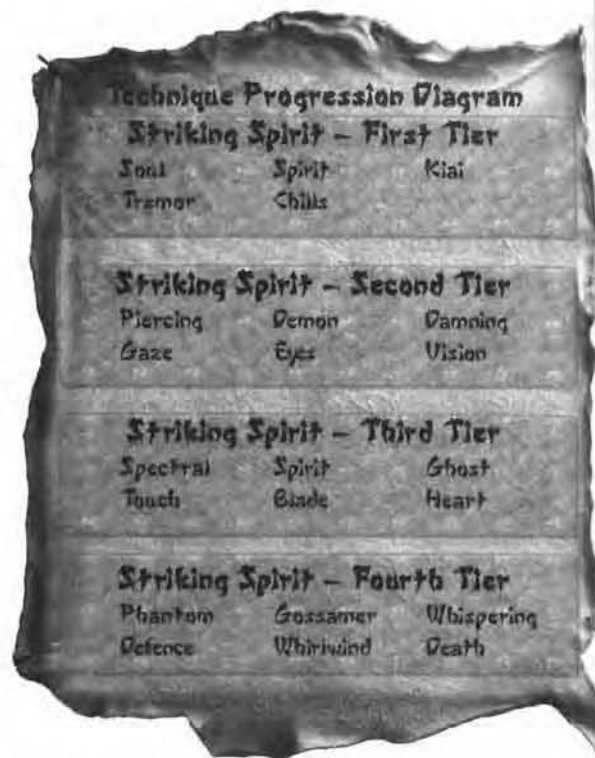 Technique Progression Diagram
Striking Spirit – First Tier
Soul Spirit Kiai
Tremor Chills
Striking Spirit – Second Tier
Piercing Demon Damning
Gaze Eyes Vision
Striking Spirit – Third Tier
Spectral Spirit Ghost
Touch Blade Heart
Striking Spirit – Fourth Tier
Phantom Gossamer Whispering
Defence Whirlwind Death